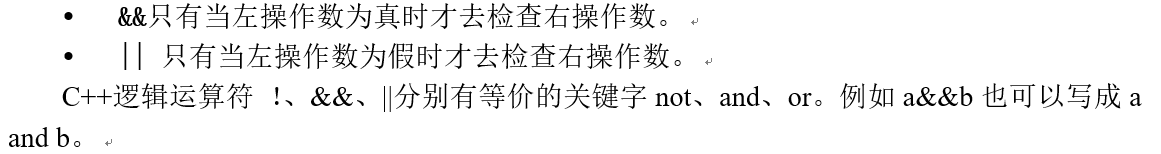 • &&只有当左操作数为真时才去检查右操作数。
• || 只有当左操作数为假时才去检查右操作数。
C++逻辑运算符 !、&&、||分别有等价的关键字 not、and、or。例如 a&&b 也可以写成 a
and b。